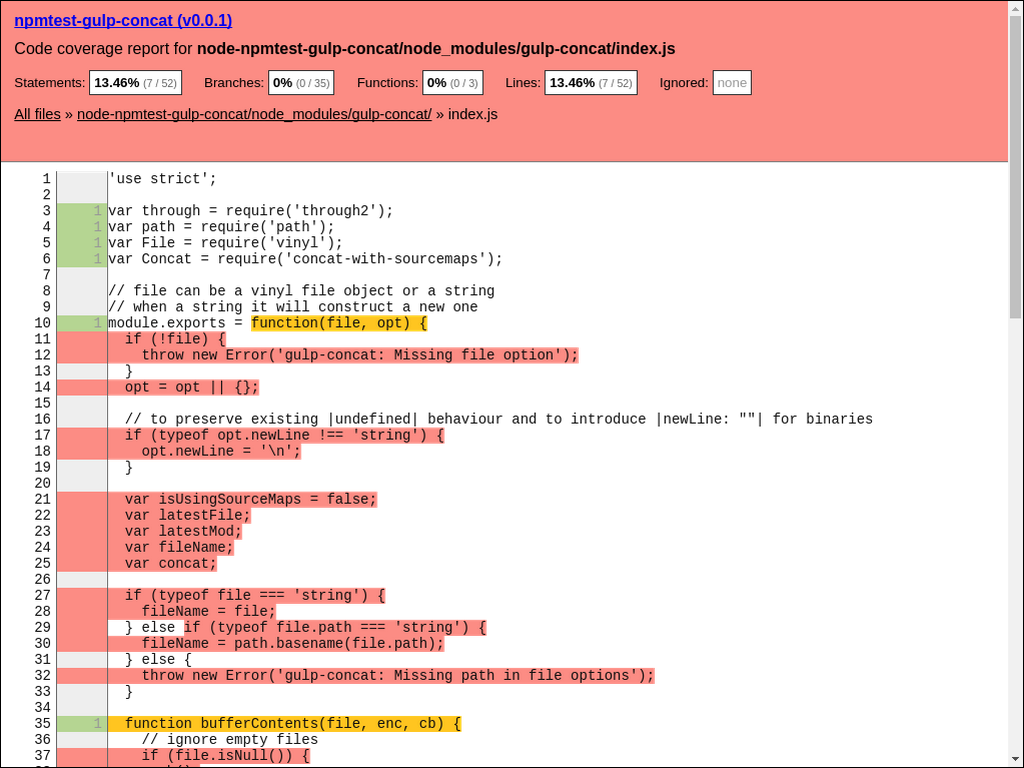 npmtest-gulp-concat (v0.0.1)
Code coverage report for node-npmtest-gulp-concat/node_modules/gulp-concat/index.js
Statements: 13.46% (7 / 52) Branches: 0% (0 / 35) Functions: 0% (0 / 3) Lines: 13.46% (7 / 52) Ignored: none
All files » node-npmtest-gulp-concat/node_modules/gulp-concat/ » index.js
1 'use strict';
2
3 1 var through = require('through2');
4 1 var path = require('path');
5 1 var File = require('vinyl');
6 1 var Concat = require('concat-with-sourcemaps');
7
8 // file can be a vinyl file object or a string
9 // when a string it will construct a new one
10 1 module.exports = function(file, opt) {
11 if (!file) {
12 throw new Error('gulp-concat: Missing file option');
13 }
14 opt = opt || {};
15
16 // to preserve existing |undefined| behaviour and to introduce |newLine: ""| for binaries
17 if (typeof opt.newLine !== 'string') {
18 opt.newLine = '\n';
19 }
20
21 var isUsingSourceMaps = false;
22 var latestFile;
23 var latestMod;
24 var fileName;
25 var concat;
26
27 if (typeof file === 'string') {
28 fileName = file;
29 } else if (typeof file.path === 'string') {
30 fileName = path.basename(file.path);
31 } else {
32 throw new Error('gulp-concat: Missing path in file options');
33 }
34
35 1 function bufferContents(file, enc, cb) {
36 // ignore empty files
37 if (file.isNull()) {